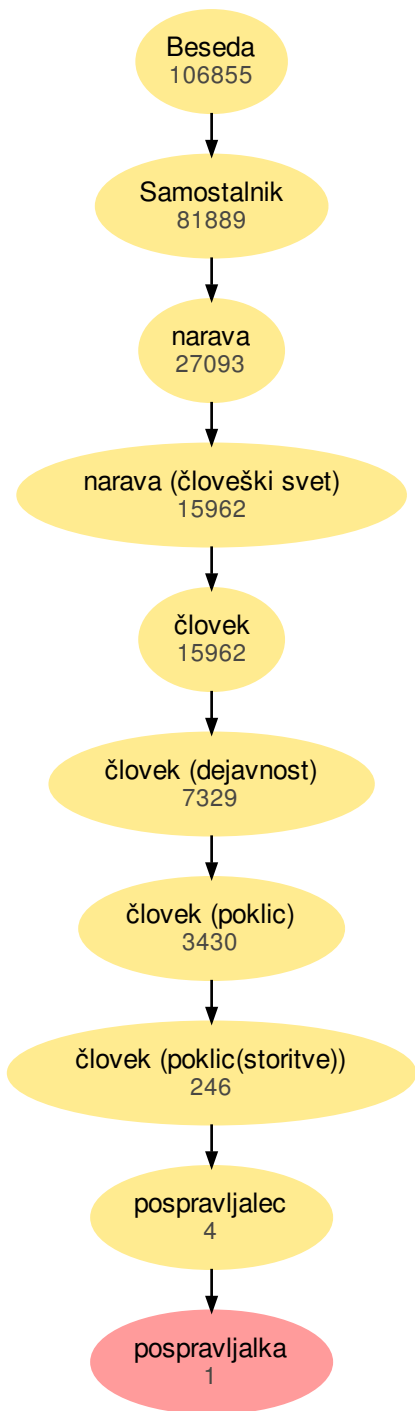 Beseda
106855
Samostalnik
81889
narava
27093
narava (človeški svet)
15962
človek
15962
človek (dejavnost)
7329
človek (poklic)
3430
človek (poklic(storitve))
246
pospravljalec
4
pospravljalka
1